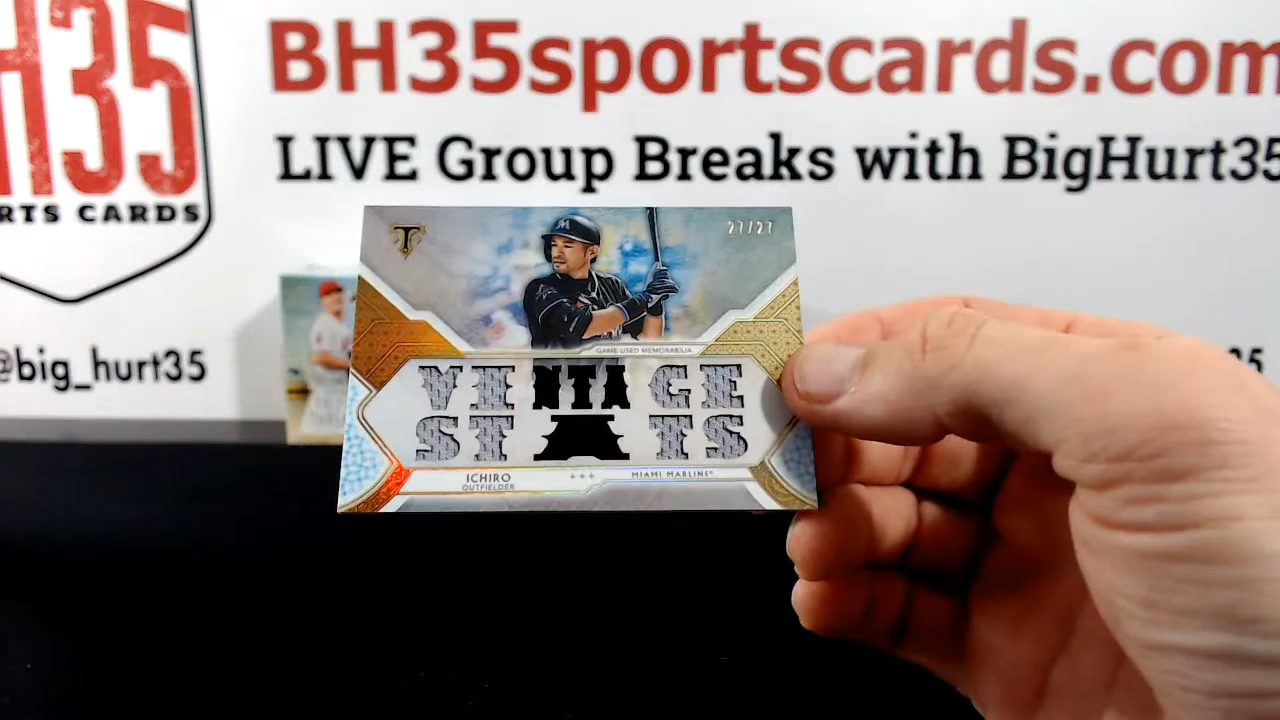 BH35sportscards.com
LIVE Group Breaks with BigHurt35
H35
RTS CARDS
@big_hurt35
35
T
27/27
M
GAME-USED MEMORABILIA
VENTAGE
STATS
ICHIRO
OUTFIELDER
MIAMI MARLINS